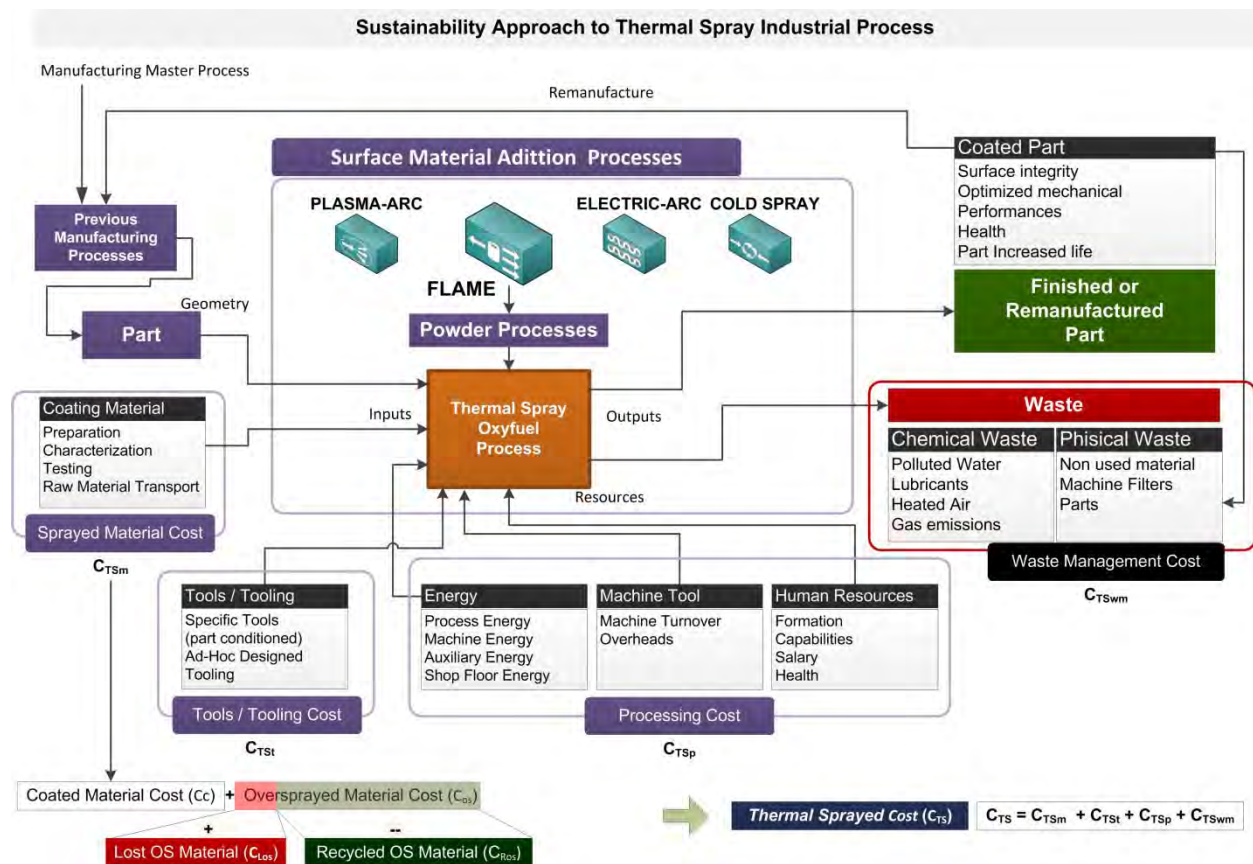 Sustainability Approach to Thermal Spray Industrial Process
Manufacturing Master Process
Remanufacture
Surface Material Adittion Processes
PLASMA-ARC
ELECTRIC-ARC
COLD SPRAY
FLAME
Powder Processes
Previous
Manufacturing
Processes
Geometry
Part
Coated Part
Surface integrity
Optimized mechanical
Performances
Health
Part Increased life
Finished or
Remanufactured
Part
Coating Material
Preparation
Characterization
Testing
Raw Material Transport
Sprayed Material Cost
CTSm
Inputs
Thermal Spray
Oxyfuel
Process
Outputs
Resources
Waste
Chemical Waste
Polluted Water
Lubricants
Heated Air
Gas emissions
Phisical Waste
Non used material
Machine Filters
Parts
Waste Management Cost
CTSwm
Tools / Tooling
Specific Tools
(part conditioned)
Ad-Hoc Designed
Tooling
Tools / Tooling Cost
CTSt
Energy
Process Energy
Machine Energy
Auxiliary Energy
Shop Floor Energy
Machine Tool
Machine Turnover
Overheads
Human Resources
Formation
Capabilities
Salary
Health
Processing Cost
CTSp
Coated Material Cost (Cc) + Oversprayed Material Cost (Cos)
+
--
Lost OS Material (CLos)
Recycled OS Material (CRos)
Thermal Sprayed Cost (CTS)
CTS = CTSm + CTSt + CTSp + CTSwm